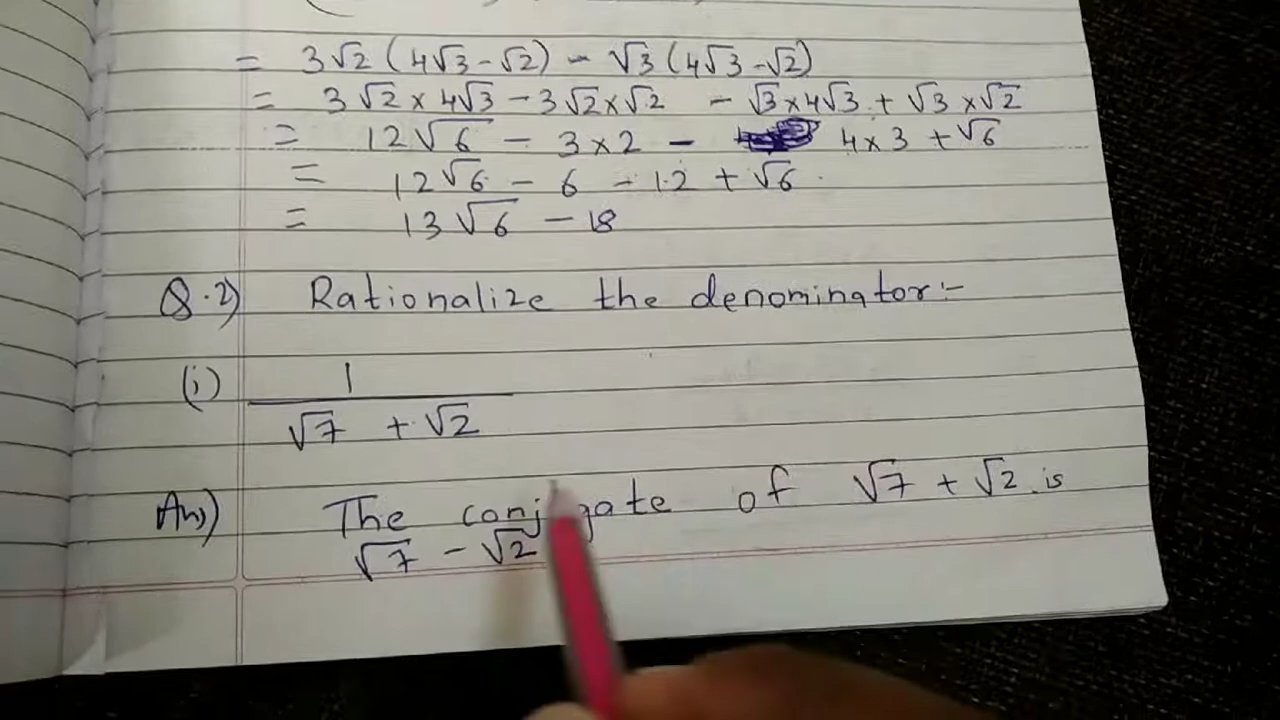 = 3√2 (4√3 - √2) - √3 (4√3 - √2)
= 3√2 × 4√3 - 3√2 × √2 - √3 × 4√3 + √3 × √2
= 12√6 - 3 × 2 - 4 × 3 + √6
= 12√6 - 6 - 12 + √6
= 13√6 - 18
Q.2) Rationalize the denominator:-
(i) 1
√7 + √2
Ans) The conjugate of √7 + √2 is
√7 - √2